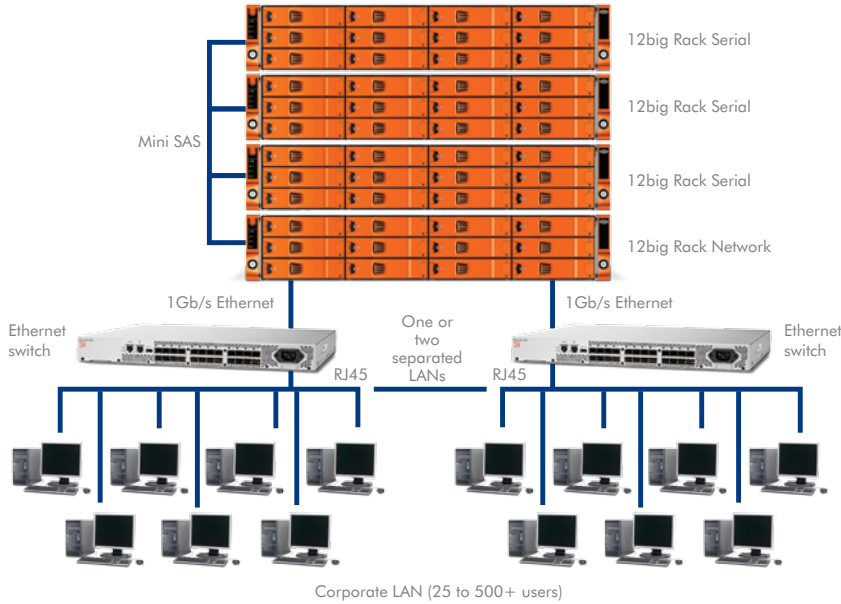 12big Rack Serial
12big Rack Serial
Mini SAS
12big Rack Serial
12big Rack Network
1Gb/s Ethernet
1Gb/s Ethernet
Ethernet
switch
One or
two
separated
LANs
Ethernet
switch
RJ45
RJ45
Corporate LAN (25 to 500+ users)